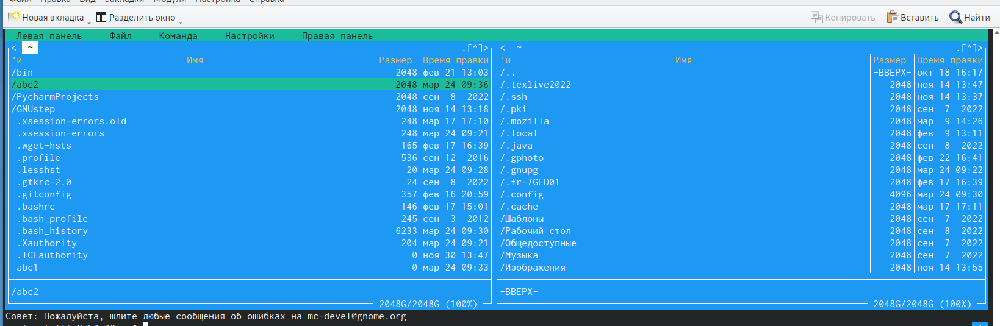 Файл Правка Вид Закладки Модули Настройка Справка
Новая вкладка Разделить окно Копировать Вставить Найти
Левая панель Файл Команда Настройки Правая панель
<─ ~ .[^]> <─ ~ .[^]>
'и Имя Размер Время правки 'и Имя Размер Время правки
/bin 2048 фев 21 13:03 /.. -ВВЕРХ- окт 18 16:17
/abc2 2048 мар 24 09:36 /.texlive2022 2048 ноя 14 13:47
/PycharmProjects 2048 сен 8 2022 /.ssh 2048 ноя 14 13:37
/GNUstep 2048 ноя 14 13:18 /.pki 2048 сен 7 2022
.xsession-errors.old 248 мар 17 17:10 /.mozilla 2048 мар 9 14:26
.xsession-errors 248 мар 24 09:21 /.local 2048 фев 9 13:11
.wget-hsts 165 фев 17 16:39 /.java 2048 сен 8 2022
.profile 536 сен 12 2016 /.gphoto 2048 фев 22 16:41
.lesshst 20 мар 24 09:28 /.gnupg 2048 мар 24 09:22
.gtkrc-2.0 24 сен 8 2022 /.fr-7GED01 2048 фев 17 16:39
.gitconfig 357 фев 16 20:59 /.config 4096 мар 24 09:30
.bashrc 146 фев 17 15:01 /.cache 2048 мар 17 17:11
.bash_profile 245 сен 3 2012 /Шаблоны 2048 сен 7 2022
.bash_history 6233 мар 24 09:30 /Рабочий стол 2048 сен 8 2022
.Xauthority 204 мар 24 09:21 /Общедоступные 2048 сен 7 2022
.ICEauthority 0 ноя 30 13:47 /Музыка 2048 сен 7 2022
abc1 0 мар 24 09:33 /Изображения 2048 ноя 14 13:55
/abc2 -ВВЕРХ-
2048G/2048G (100%) 2048G/2048G (100%)
Совет: Пожалуйста, шлите любые сообщения об ошибках на mc-devel@gnome.org